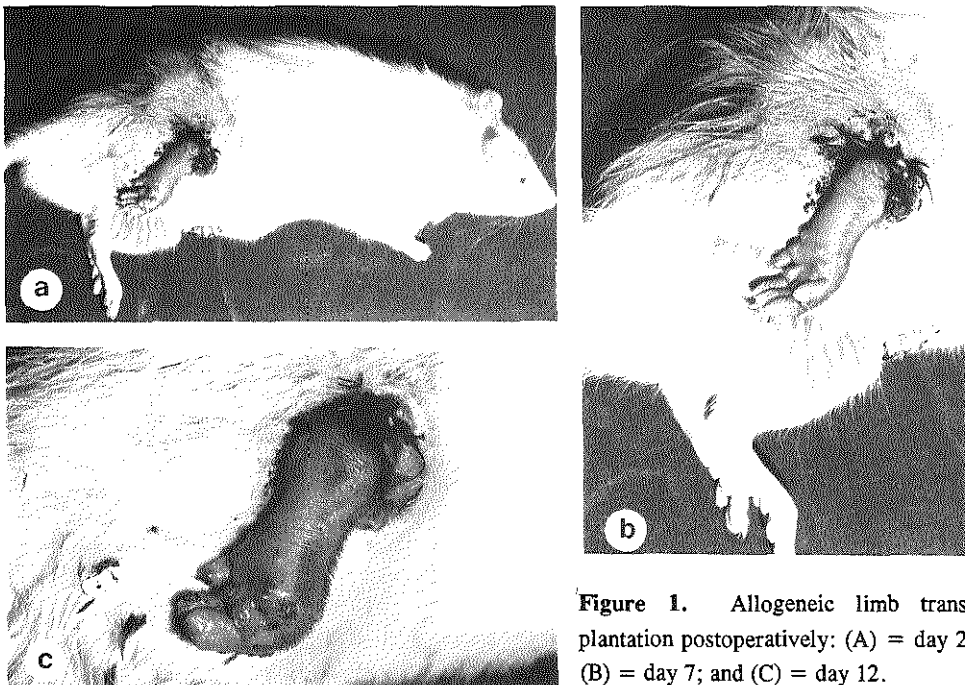 a
b
c
Figure 1. Allogeneic limb trans
plantation postoperatively: (A) = day 2
(B) = day 7; and (C) = day 12.